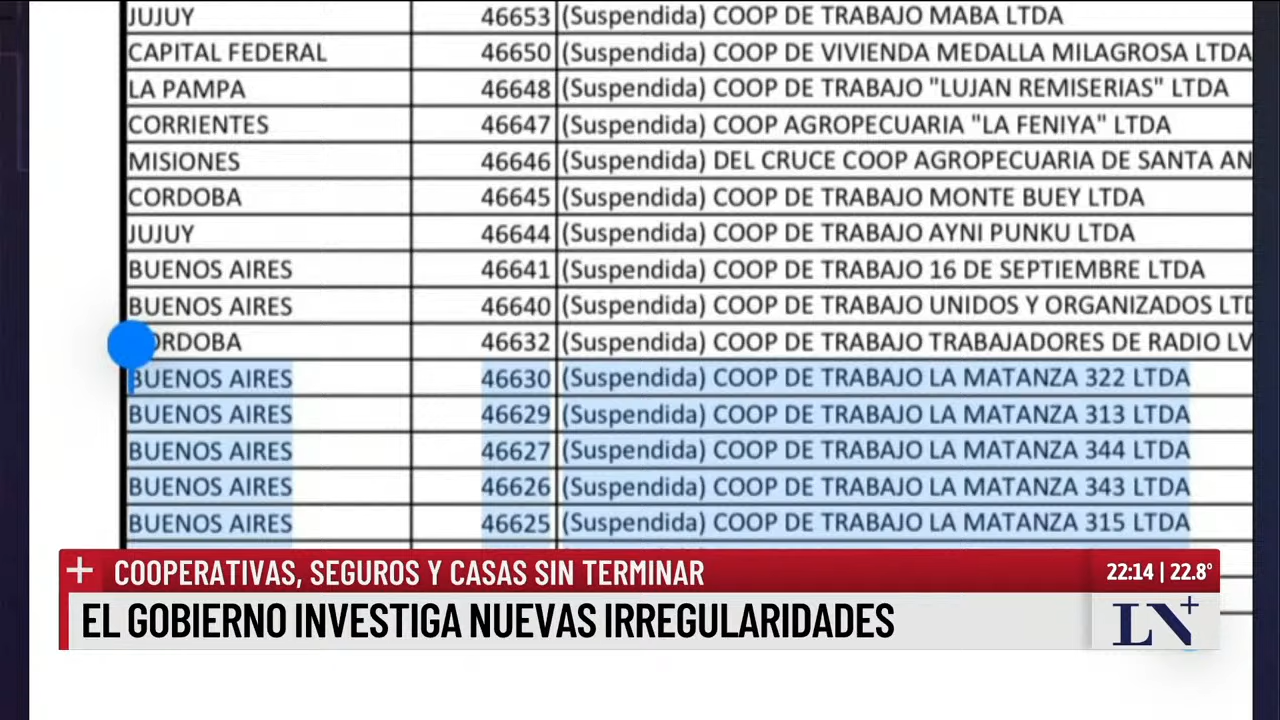 JUJUY 46653 (Suspendida) COOP DE TRABAJO MABA LTDA
CAPITAL FEDERAL 46650 (Suspendida) COOP DE VIVIENDA MEDALLA MILAGROSA LTDA
LA PAMPA 46648 (Suspendida) COOP DE TRABAJO "LUJAN REMISERIAS" LTDA
CORRIENTES 46647 (Suspendida) COOP AGROPECUARIA "LA FENIYA" LTDA
MISIONES 46646 (Suspendida) DEL CRUCE COOP AGROPECUARIA DE SANTA AN
CORDOBA 46645 (Suspendida) COOP DE TRABAJO MONTE BUEY LTDA
JUJUY 46644 (Suspendida) COOP DE TRABAJO AYNI PUNKU LTDA
BUENOS AIRES 46641 (Suspendida) COOP DE TRABAJO 16 DE SEPTIEMBRE LTDA
BUENOS AIRES 46640 (Suspendida) COOP DE TRABAJO UNIDOS Y ORGANIZADOS LTD
ORDOBA 46632 (Suspendida) COOP DE TRABAJO TRABAJADORES DE RADIO LV
BUENOS AIRES 46630 (Suspendida) COOP DE TRABAJO LA MATANZA 322 LTDA
BUENOS AIRES 46629 (Suspendida) COOP DE TRABAJO LA MATANZA 313 LTDA
BUENOS AIRES 46627 (Suspendida) COOP DE TRABAJO LA MATANZA 344 LTDA
BUENOS AIRES 46626 (Suspendida) COOP DE TRABAJO LA MATANZA 343 LTDA
BUENOS AIRES 46625 (Suspendida) COOP DE TRABAJO LA MATANZA 315 LTDA
+ COOPERATIVAS, SEGUROS Y CASAS SIN TERMINAR 22:14 | 22.8°
EL GOBIERNO INVESTIGA NUEVAS IRREGULARIDADES LN+